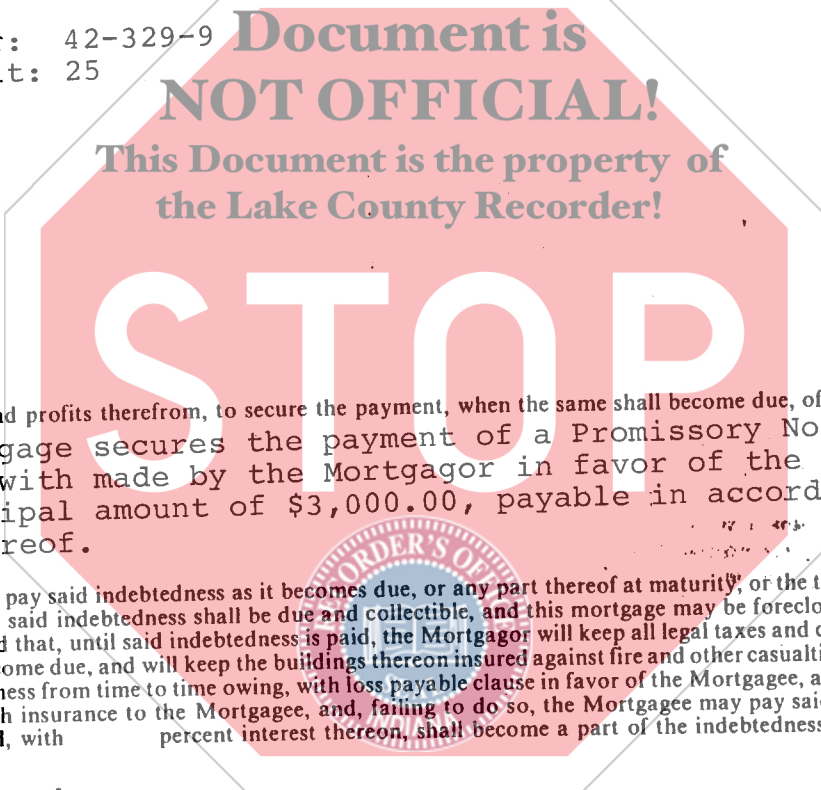 r: 42-329-9
it: 25
Document is
NOT OFFICIAL!
This Document is the property of
the Lake County Recorder!
STOP
d profits therefrom, to secure the payment, when the same shall become due, of
gage secures the payment of a Promissory No
with made by the Mortgagor in favor of the
ipal amount of $3,000.00, payable in accord
reof.
pay said indebtedness as it becomes due, or any part thereof at maturity, or the t
said indebtedness shall be due and collectible, and this mortgage may be foreclo
d that, until said indebtedness is paid, the Mortgagor will keep all legal taxes and c
ome due, and will keep the buildings thereon insured against fire and other casualti
ness from time to time owing, with loss payable clause in favor of the Mortgagee, a
h insurance to the Mortgagee, and, failing to do so, the Mortgagee may pay said
, with percent interest thereon, shall become a part of the indebtedness
RECORDER'S OF
INDIANA